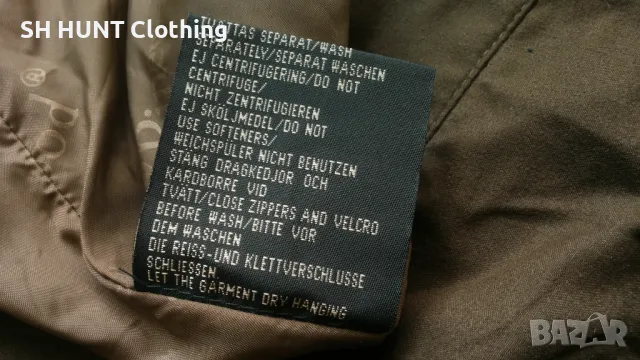 SH HUNT Clothing
TVÄTTAS SEPARAT/WASH
SEPARATELY/SEPARAT WASCHEN
EJ CENTRIFUGERING/DO NOT
CENTRIFUGE/
NICHT ZENTRIFUGIEREN
EJ SKÖLJMEDEL/DO NOT
USE SOFTENERS/
WEICHSPÜLER NICHT BENUTZEN
STÄNG DRAGKEDJOR OCH
KARDBORRE VID
TVÄTT/CLOSE ZIPPERS AND VELCRO
BEFORE WASH/BITTE VOR
DEM WASCHEN
DIE REISS-UND KLETTVERSCHLUSSE
SCHLIESSEN
LET THE GARMENT DRY HANGING
BAZAR
bg